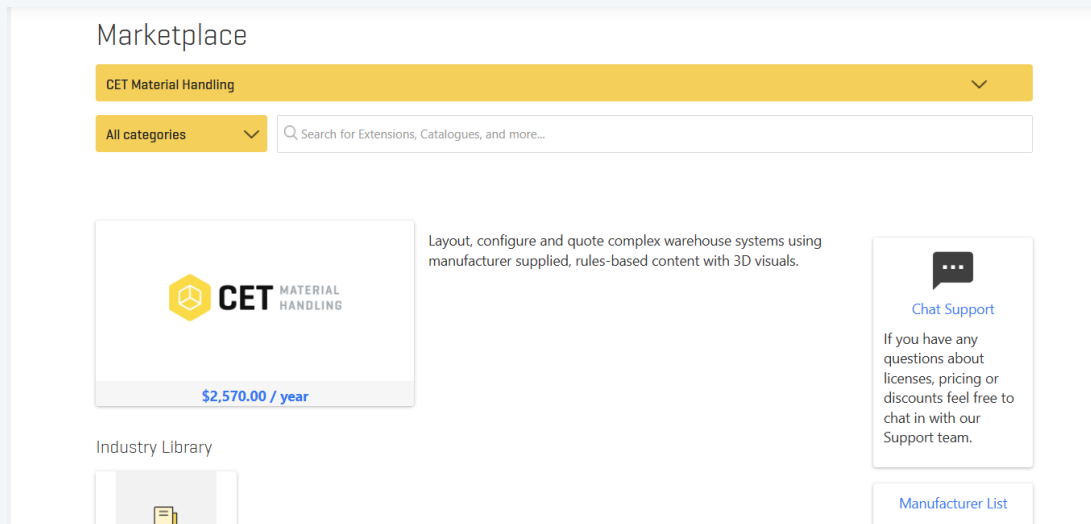 Marketplace
CET Material Handling
All categories
Search for Extensions, Catalogues, and more...
CET MATERIAL
HANDLING
$2,570.00 / year
Layout, configure and quote complex warehouse systems using
manufacturer supplied, rules-based content with 3D visuals.
Chat Support
If you have any
questions about
licenses, pricing or
discounts feel free to
chat in with our
Support team.
Industry Library
Manufacturer List